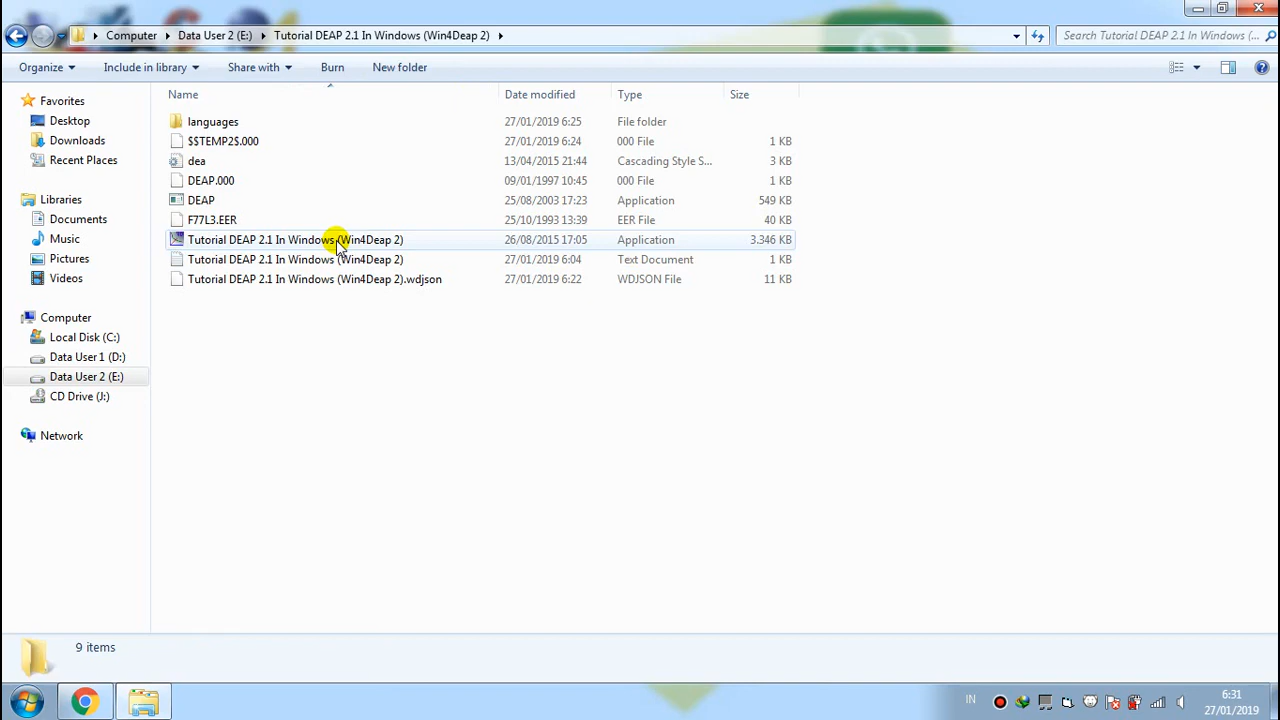 Computer
Data User 2 (E:)
Tutorial DEAP 2.1 In Windows (Win4Deap 2)
Search Tutorial DEAP 2.1 In Windows (...
Organize
Include in library
Share with
Burn
New folder
Name
Date modified
Type
Size
Favorites
Desktop
Downloads
Recent Places
Libraries
Documents
Music
Pictures
Videos
Computer
Local Disk (C:)
Data User 1 (D:)
Data User 2 (E:)
CD Drive (J:)
Network
languages 27/01/2019 6:25 File folder
$$TEMP2$.000 27/01/2019 6:24 000 File 1 KB
dea 13/04/2015 21:44 Cascading Style S... 3 KB
DEAP.000 09/01/1997 10:45 000 File 1 KB
DEAP 25/08/2003 17:23 Application 549 KB
F77L3.EER 25/10/1993 13:39 EER File 40 KB
Tutorial DEAP 2.1 In Windows (Win4Deap 2) 26/08/2015 17:05 Application 3.346 KB
Tutorial DEAP 2.1 In Windows (Win4Deap 2) 27/01/2019 6:04 Text Document 1 KB
Tutorial DEAP 2.1 In Windows (Win4Deap 2).wdjson 27/01/2019 6:22 WDJSON File 11 KB
9 items
IN
6:31
27/01/2019